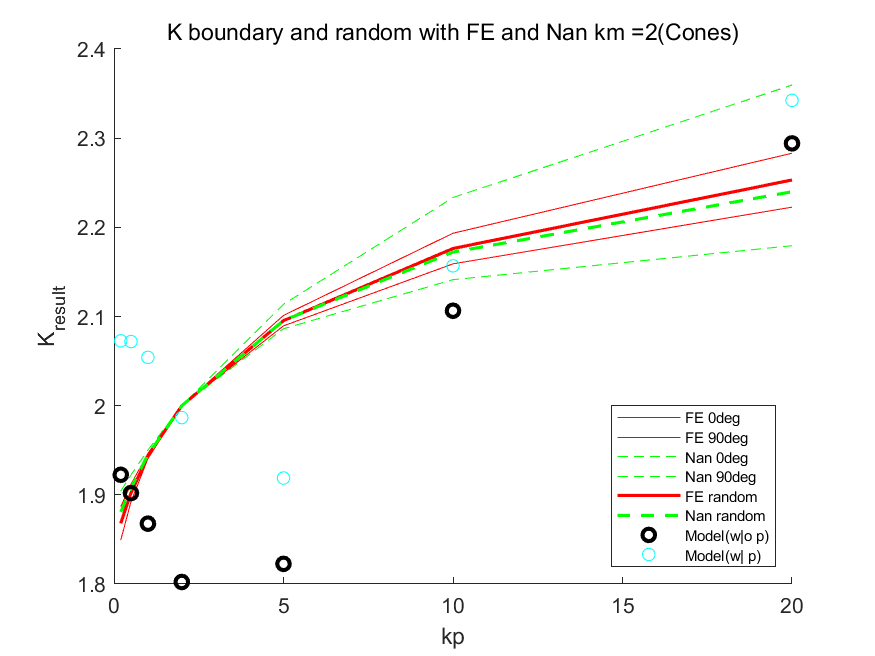 K boundary and random with FE and Nan km =2(Cones)
2.4
2.3
2.2
2.1
2
1.9
1.8
K_result
0 5 10 15 20
kp
FE 0deg
FE 90deg
Nan 0deg
Nan 90deg
FE random
Nan random
Model(w|o p)
Model(w| p)